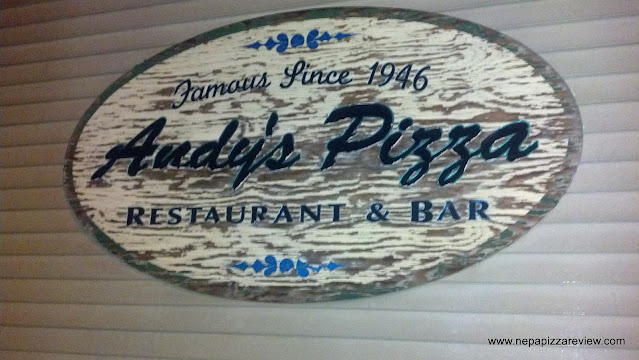 Famous Since 1946
Andy's Pizza
RESTAURANT & BAR
www.nepapizzareview.com